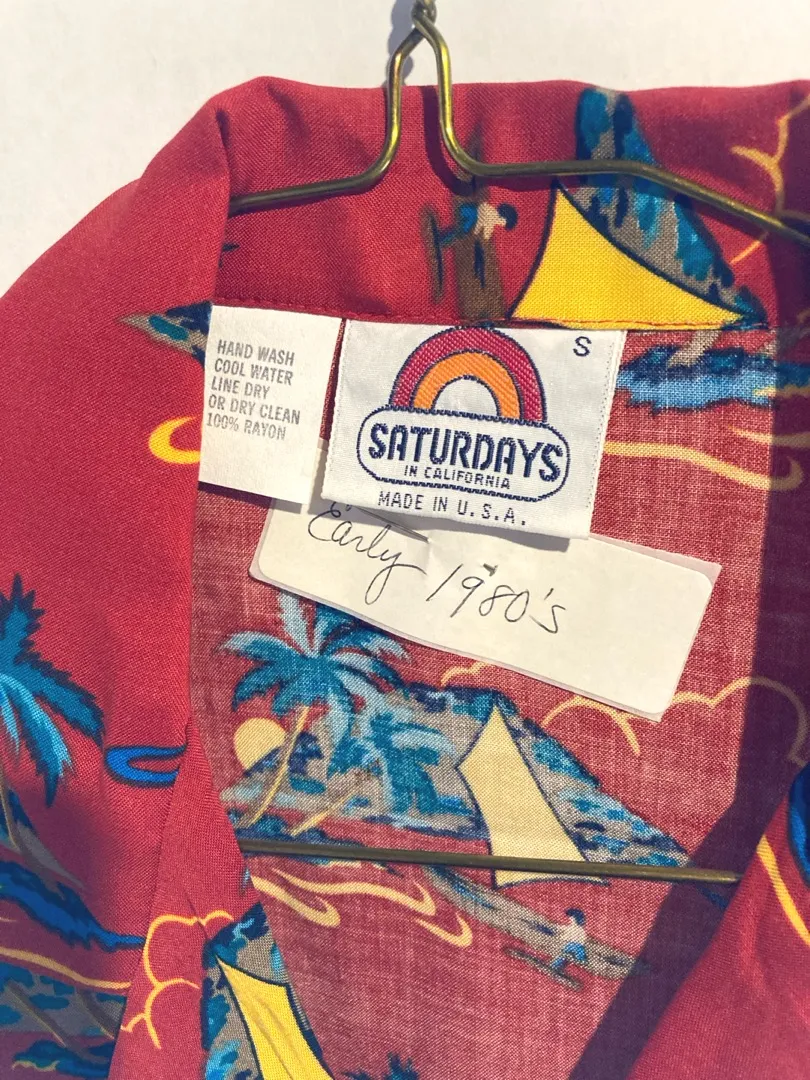 HAND WASH
COOL WATER
LINE DRY
OR DRY CLEAN
100% RAYON
S
SATURDAYS
IN CALIFORNIA
MADE IN U.S.A.
Early 1980's